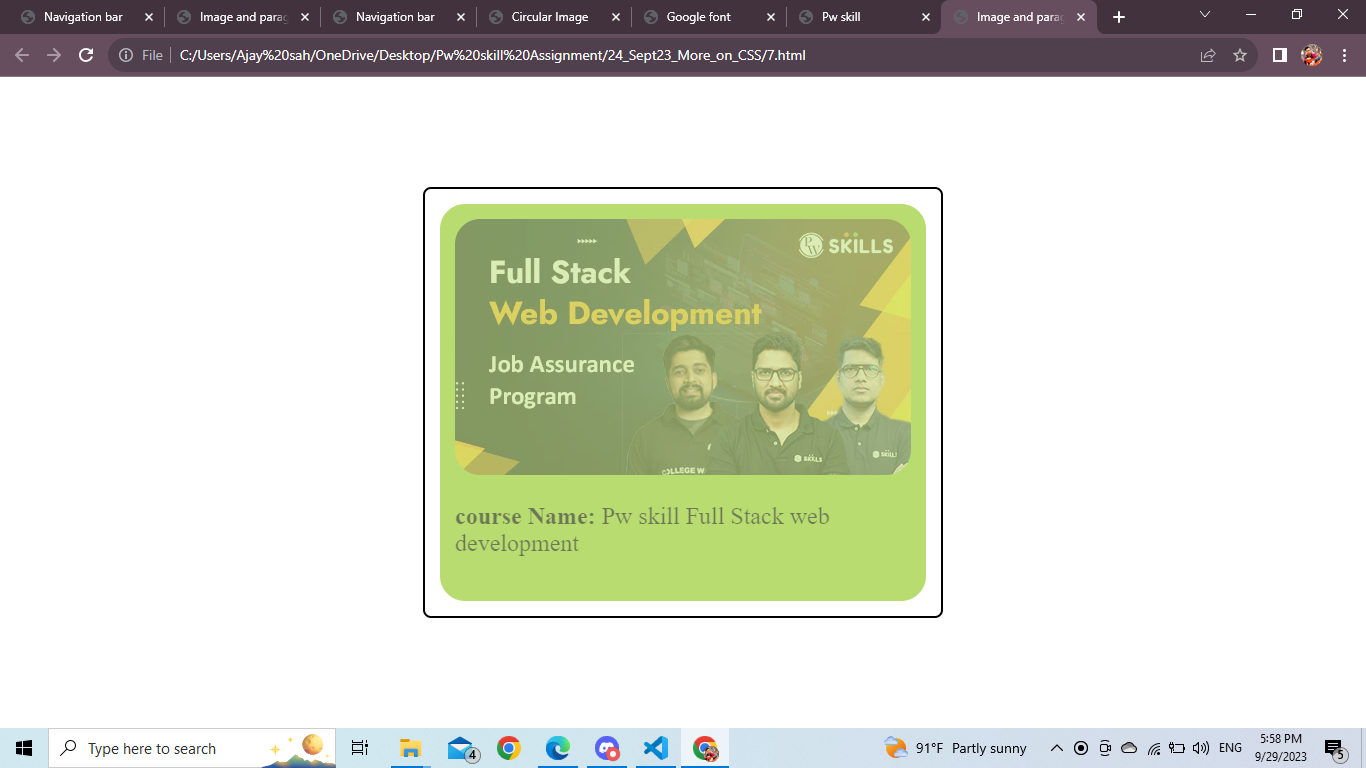 Navigation bar
Image and parag
Navigation bar
Circular Image
Google font
Pw skill
Image and parag
File
C:/Users/Ajay%20sah/OneDrive/Desktop/Pw%20skill%20Assignment/24_Sept23_More_on_CSS/7.html
PW SKILLS
Full Stack
Web Development
Job Assurance
Program
COLLEGE W
SKILLS
SKILL
course Name: Pw skill Full Stack web
development
Type here to search
4
91°F Partly sunny
ENG
5:58 PM
9/29/2023
5